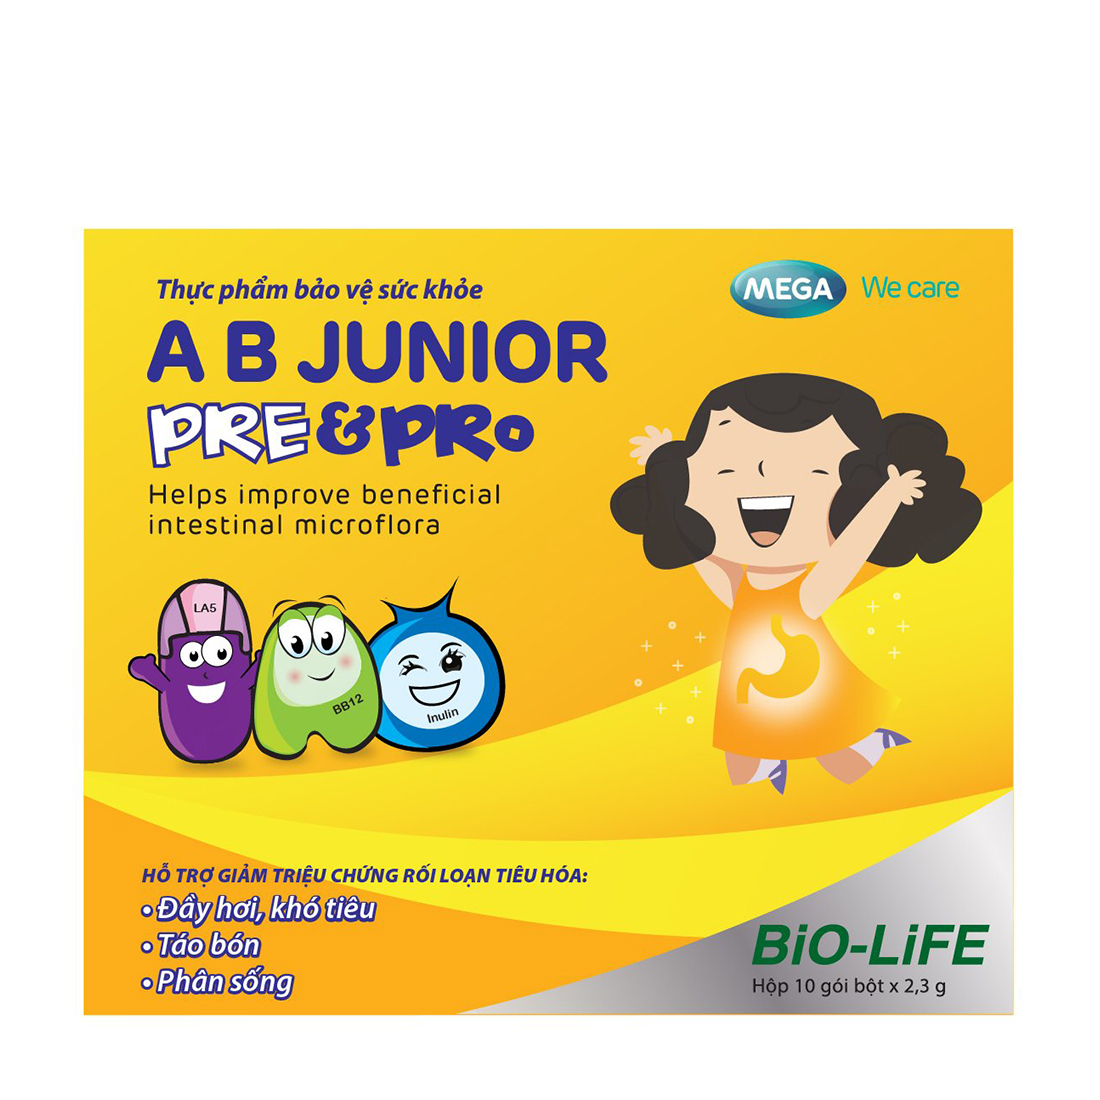 Thực phẩm bảo vệ sức khỏe
MEGA We care
A B JUNIOR
PRE&PRO
Helps improve beneficial
intestinal microflora
LA5
BB12
Inulin
HỖ TRỢ GIẢM TRIỆU CHỨNG RỐI LOẠN TIÊU HÓA:
• Đầy hơi, khó tiêu
• Táo bón
• Phân sống
BiO-LiFE
Hộp 10 gói bột x 2,3 g